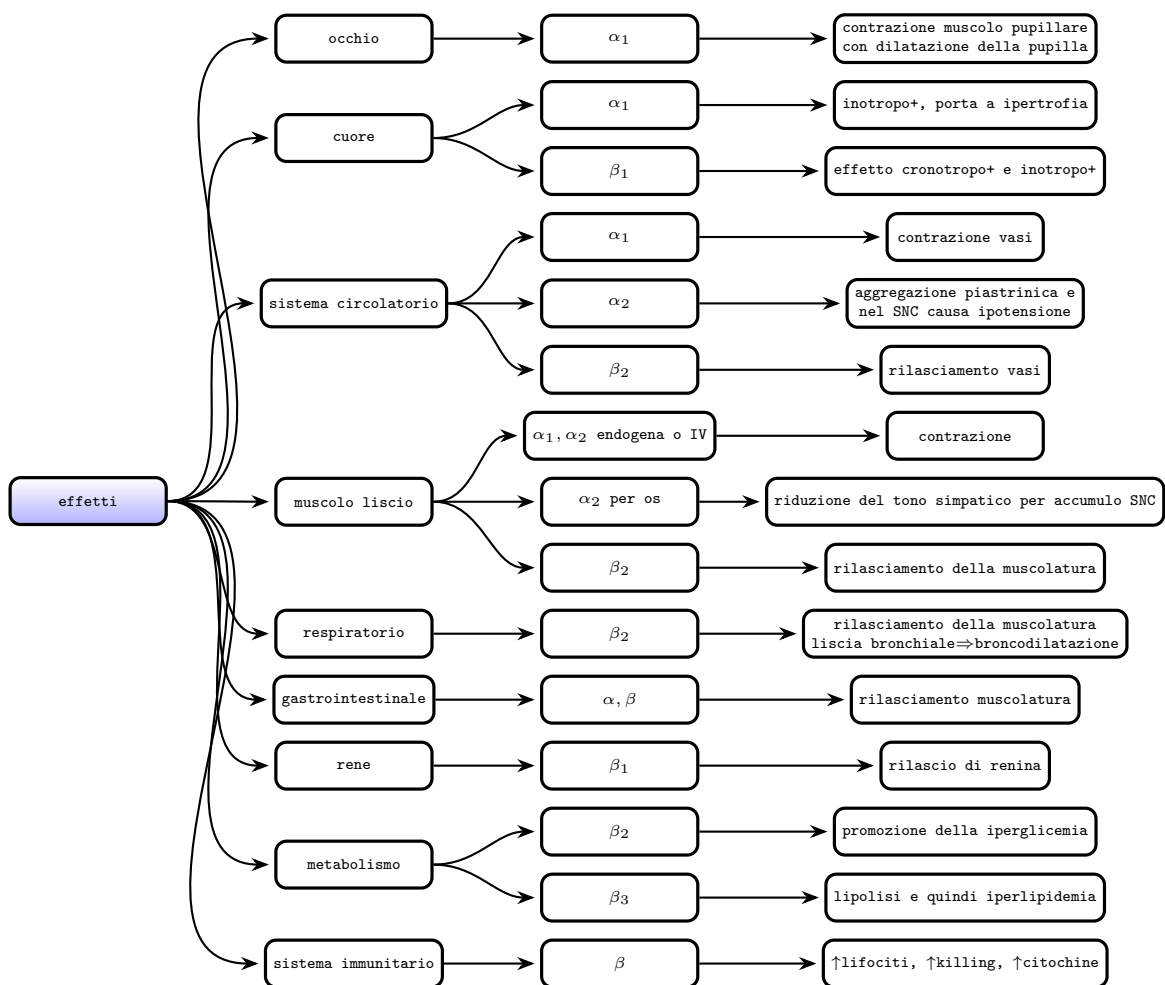 occhio
α₁
contrazione muscolo pupillare
con dilatazione della pupilla
cuore
α₁
inotropo+, porta a ipertrofia
β₁
effetto cronotropo+ e inotropo+
sistema circolatorio
α₁
contrazione vasi
α₂
aggregazione piastrinica e
nel SNC causa ipotensione
β₂
rilasciamento vasi
effetti
muscolo liscio
α₁, α₂ endogena o IV
contrazione
α₂ per os
riduzione del tono simpatico per accumulo SNC
β₂
rilasciamento della muscolatura
respiratorio
β₂
rilasciamento della muscolatura
liscia bronchiale⇒broncodilatazione
gastrointestinale
α, β
rilasciamento muscolatura
rene
β₁
rilascio di renina
metabolismo
β₂
promozione della iperglicemia
β₃
lipolisi e quindi iperlipidemia
sistema immunitario
β
↑lifociti, ↑killing, ↑citochine